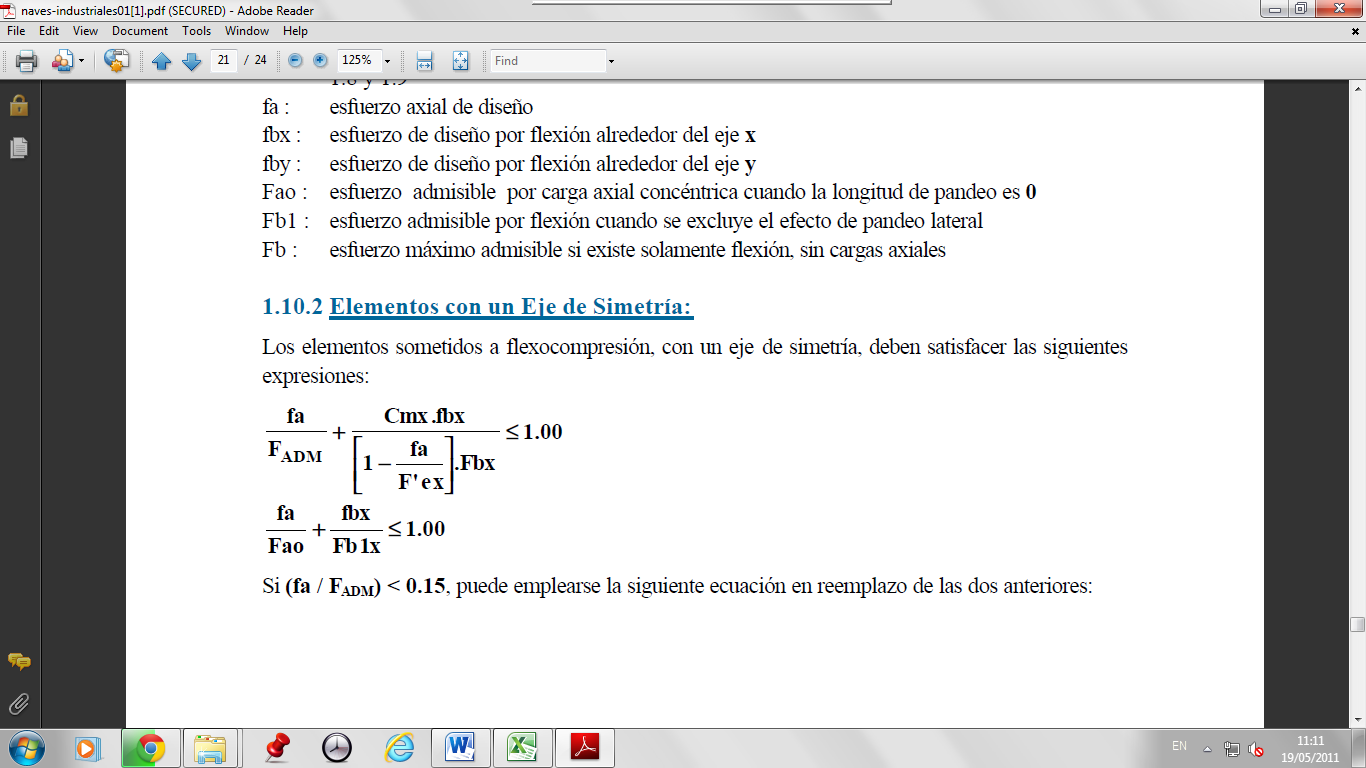 naves-industriales01[1].pdf (SECURED) - Adobe Reader
File Edit View Document Tools Window Help
21 / 24 125% Find
1.8 y 1.9
fa : esfuerzo axial de diseño
fbx : esfuerzo de diseño por flexión alrededor del eje x
fby : esfuerzo de diseño por flexión alrededor del eje y
Fao : esfuerzo admisible por carga axial concéntrica cuando la longitud de pandeo es 0
Fb1 : esfuerzo admisible por flexión cuando se excluye el efecto de pandeo lateral
Fb : esfuerzo máximo admisible si existe solamente flexión, sin cargas axiales
1.10.2 Elementos con un Eje de Simetría:
Los elementos sometidos a flexocompresión, con un eje de simetría, deben satisfacer las siguientes
expresiones:
fa / F_ADM + Cmx .fbx / [1 − fa / F'ex] .Fbx ≤ 1.00
fa / Fao + fbx / Fb1x ≤ 1.00
Si (fa / F_ADM) < 0.15, puede emplearse la siguiente ecuación en reemplazo de las dos anteriores:
EN 11:11
19/05/2011